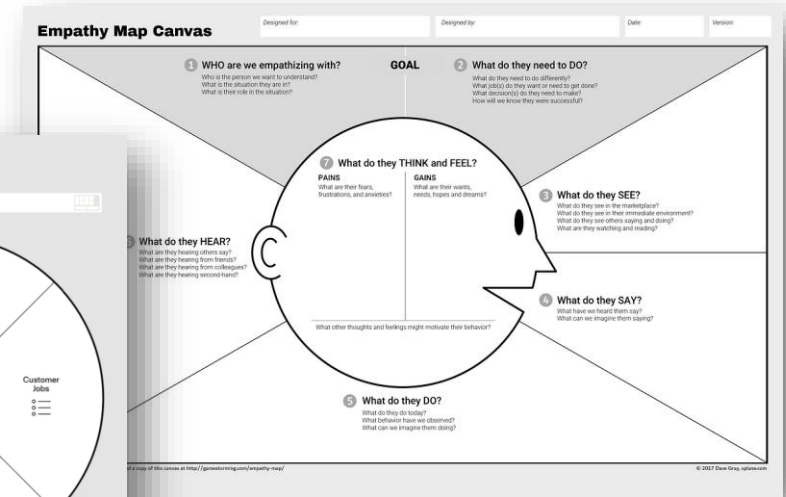 Empathy Map Canvas
Designed for:
Designed by:
Date:
Version:
1 WHO are we empathizing with?
Who is the person we want to understand?
What is the situation they are in?
What is their role in the situation?
GOAL
2 What do they need to DO?
What do they need to do differently?
What job(s) do they want or need to get done?
What decision(s) do they need to make?
How will we know they were successful?
7 What do they THINK and FEEL?
PAINS
What are their fears,
frustrations, and anxieties?
GAINS
What are their wants,
needs, hopes and dreams?
3 What do they SEE?
What do they see in the marketplace?
What do they see in their immediate environment?
What do they see others saying and doing?
What are they watching and reading?
What do they HEAR?
What are they hearing others say?
What are they hearing from friends?
What are they hearing from colleagues?
What are they hearing second-hand?
4 What do they SAY?
What have we heard them say?
What can we imagine them saying?
What other thoughts and feelings might motivate their behavior?
Customer
Jobs
5 What do they DO?
What do they do today?
What behavior have we observed?
What can we imagine them doing?
a copy of this canvas at http://gamestorming.com/empathy-map/
© 2017 Dave Gray, xplane.com